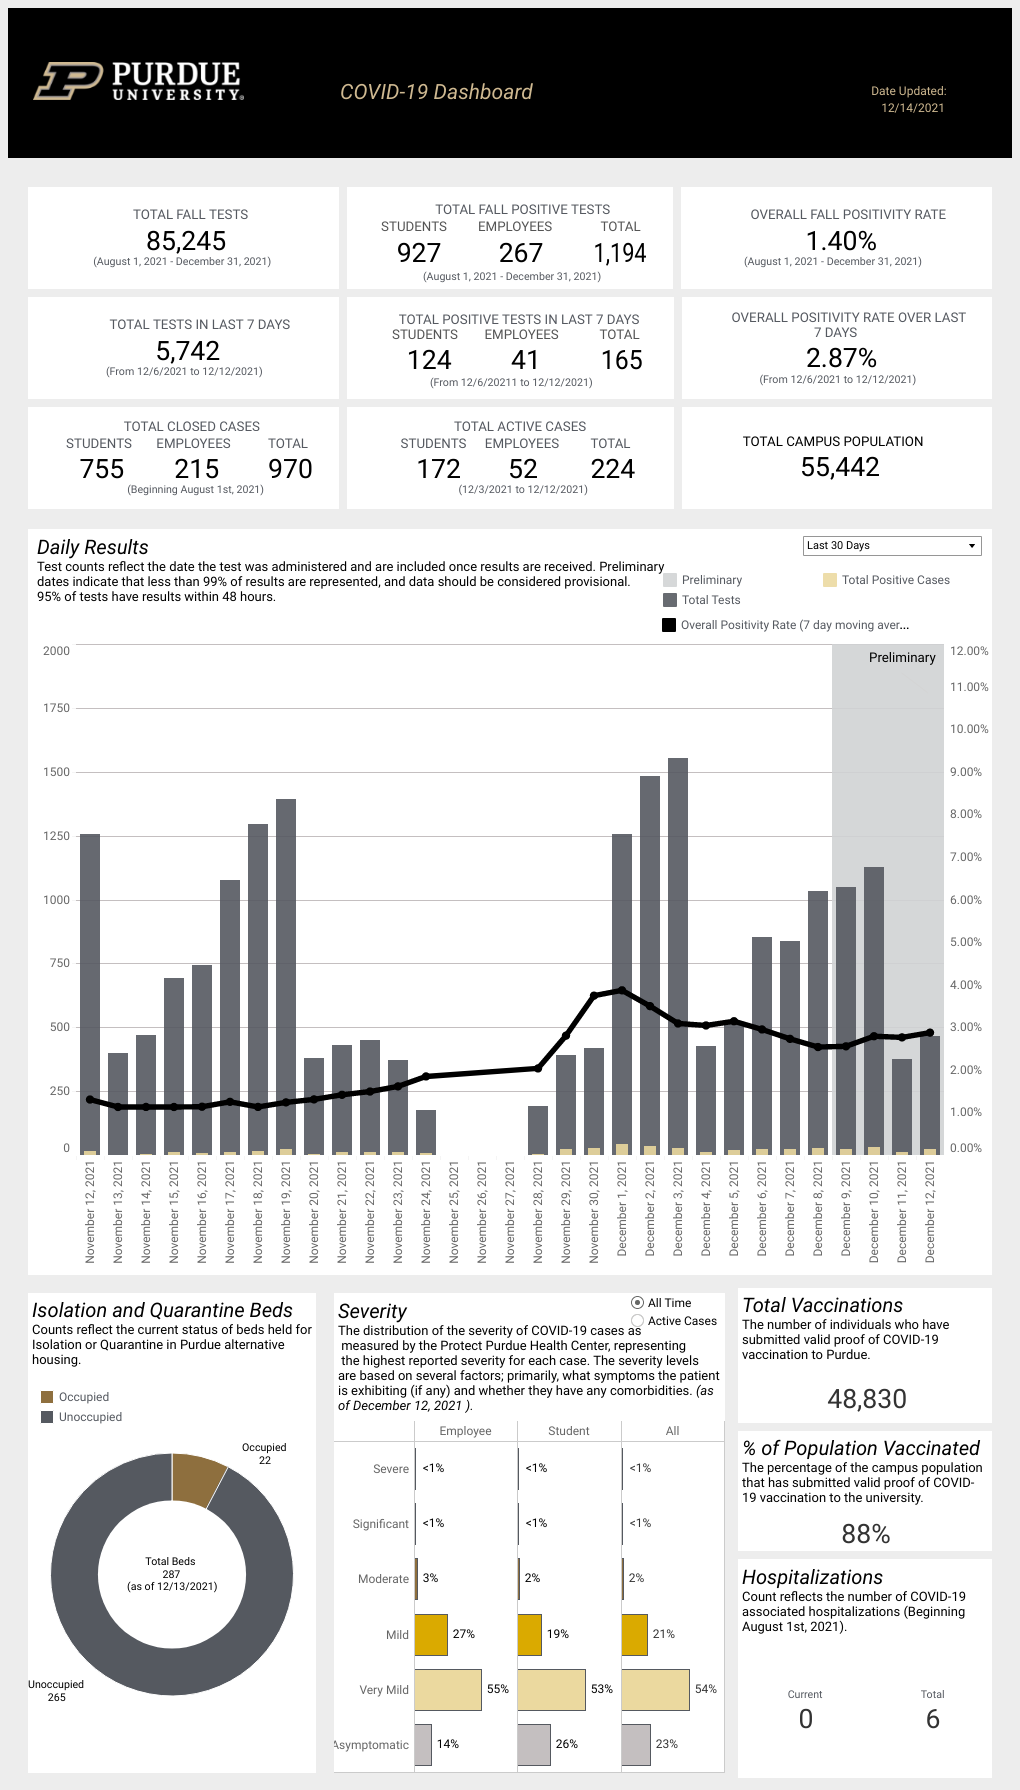 PURDUE
UNIVERSITY®
COVID-19 Dashboard
Date Updated:
12/14/2021
TOTAL FALL TESTS
85,245
(August 1, 2021 - December 31, 2021)
TOTAL FALL POSITIVE TESTS
STUDENTS EMPLOYEES TOTAL
927 267 1,194
(August 1, 2021 - December 31, 2021)
OVERALL FALL POSITIVITY RATE
1.40%
(August 1, 2021 - December 31, 2021)
TOTAL TESTS IN LAST 7 DAYS
5,742
(From 12/6/2021 to 12/12/2021)
TOTAL POSITIVE TESTS IN LAST 7 DAYS
STUDENTS EMPLOYEES TOTAL
124 41 165
(From 12/6/20211 to 12/12/2021)
OVERALL POSITIVITY RATE OVER LAST
7 DAYS
2.87%
(From 12/6/2021 to 12/12/2021)
TOTAL CLOSED CASES
STUDENTS EMPLOYEES TOTAL
755 215 970
(Beginning August 1st, 2021)
TOTAL ACTIVE CASES
STUDENTS EMPLOYEES TOTAL
172 52 224
(12/3/2021 to 12/12/2021)
TOTAL CAMPUS POPULATION
55,442
Daily Results
Test counts reflect the date the test was administered and are included once results are received. Preliminary
dates indicate that less than 99% of results are represented, and data should be considered provisional.
95% of tests have results within 48 hours.
Last 30 Days
Preliminary
Total Positive Cases
Total Tests
Overall Positivity Rate (7 day moving aver...
Preliminary
2000
1750
1500
1250
1000
750
500
250
0
12.00%
11.00%
10.00%
9.00%
8.00%
7.00%
6.00%
5.00%
4.00%
3.00%
2.00%
1.00%
0.00%
November 12, 2021
November 13, 2021
November 14, 2021
November 15, 2021
November 16, 2021
November 17, 2021
November 18, 2021
November 19, 2021
November 20, 2021
November 21, 2021
November 22, 2021
November 23, 2021
November 24, 2021
November 25, 2021
November 26, 2021
November 27, 2021
November 28, 2021
November 29, 2021
November 30, 2021
December 1, 2021
December 2, 2021
December 3, 2021
December 4, 2021
December 5, 2021
December 6, 2021
December 7, 2021
December 8, 2021
December 9, 2021
December 10, 2021
December 11, 2021
December 12, 2021
Isolation and Quarantine Beds
Counts reflect the current status of beds held for
Isolation or Quarantine in Purdue alternative
housing.
Occupied
Unoccupied
Occupied
22
Total Beds
287
(as of 12/13/2021)
Unoccupied
265
Severity
All Time
Active Cases
The distribution of the severity of COVID-19 cases as
measured by the Protect Purdue Health Center, representing
the highest reported severity for each case. The severity levels
are based on several factors; primarily, what symptoms the patient
is exhibiting (if any) and whether they have any comorbidities. (as
of December 12, 2021 ).
Employee Student All
Severe <1% <1% <1%
Significant <1% <1% <1%
Moderate 3% 2% 2%
Mild 27% 19% 21%
Very Mild 55% 53% 54%
Asymptomatic 14% 26% 23%
Total Vaccinations
The number of individuals who have
submitted valid proof of COVID-19
vaccination to Purdue.
48,830
% of Population Vaccinated
The percentage of the campus population
that has submitted valid proof of COVID-
19 vaccination to the university.
88%
Hospitalizations
Count reflects the number of COVID-19
associated hospitalizations (Beginning
August 1st, 2021).
Current Total
0 6